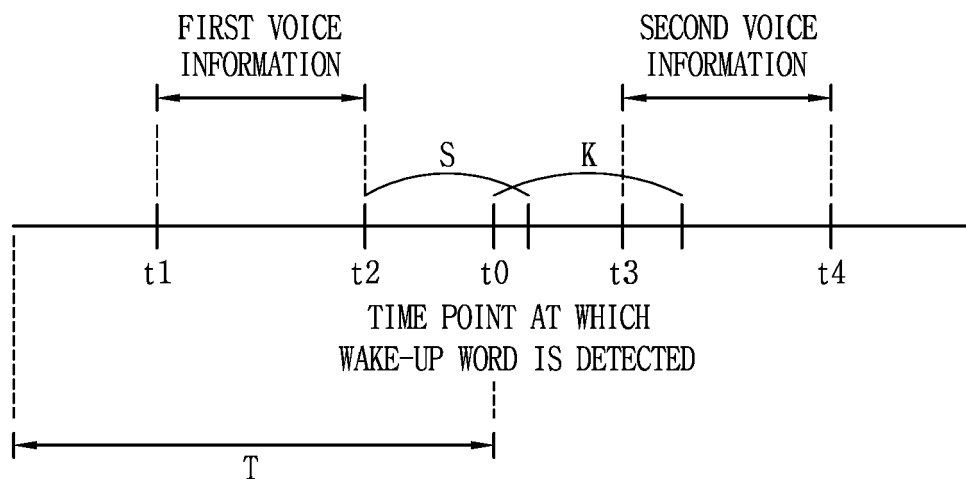 FIRST VOICE
INFORMATION
SECOND VOICE
INFORMATION
S
K
t1
t2
t0
t3
t4
TIME POINT AT WHICH
WAKE-UP WORD IS DETECTED
T